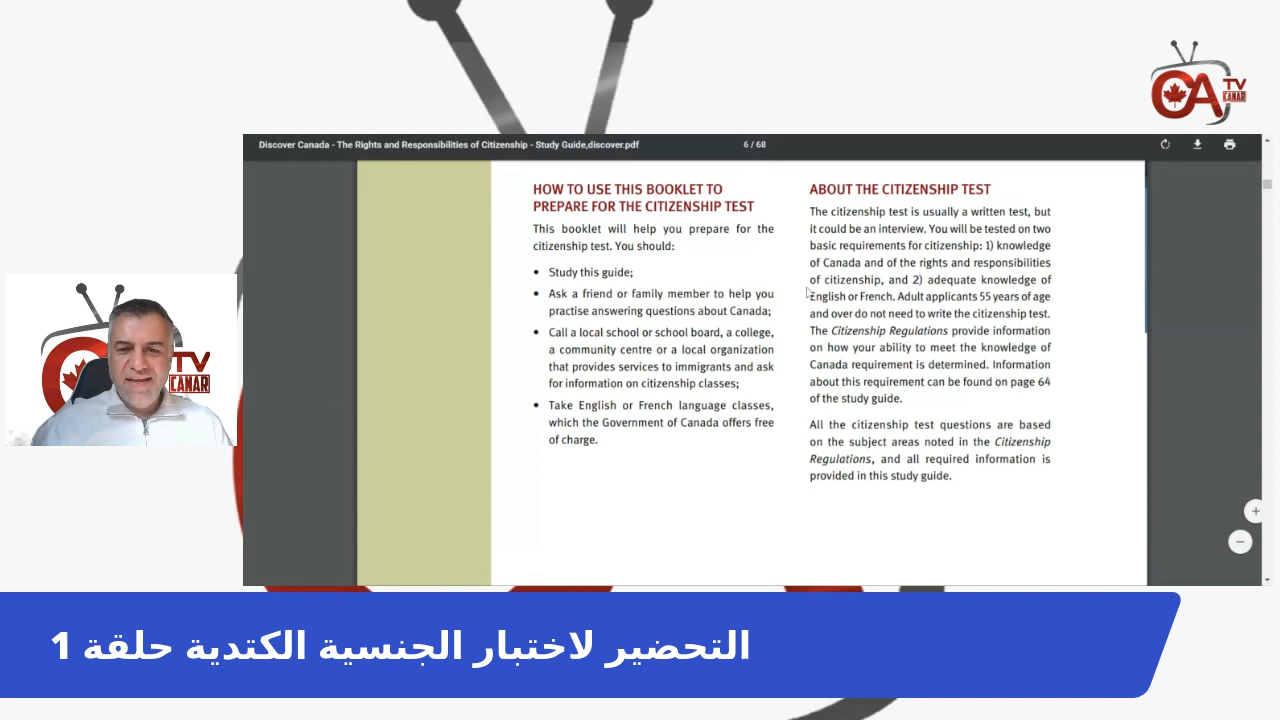 CA TV
CANAR
Discover Canada - The Rights and Responsibilities of Citizenship - Study Guide,discover.pdf
6 / 68
HOW TO USE THIS BOOKLET TO
PREPARE FOR THE CITIZENSHIP TEST
This booklet will help you prepare for the
citizenship test. You should:
• Study this guide;
• Ask a friend or family member to help you
practise answering questions about Canada;
• Call a local school or school board, a college,
a community centre or a local organization
that provides services to immigrants and ask
for information on citizenship classes;
• Take English or French language classes,
which the Government of Canada offers free
of charge.
ABOUT THE CITIZENSHIP TEST
The citizenship test is usually a written test, but
it could be an interview. You will be tested on two
basic requirements for citizenship: 1) knowledge
of Canada and of the rights and responsibilities
of citizenship, and 2) adequate knowledge of
English or French. Adult applicants 55 years of age
and over do not need to write the citizenship test.
The Citizenship Regulations provide information
on how your ability to meet the knowledge of
Canada requirement is determined. Information
about this requirement can be found on page 64
of the study guide.
All the citizenship test questions are based
on the subject areas noted in the Citizenship
Regulations, and all required information is
provided in this study guide.
TV
CANAR
التحضير لاختبار الجنسية الكتدية حلقة 1